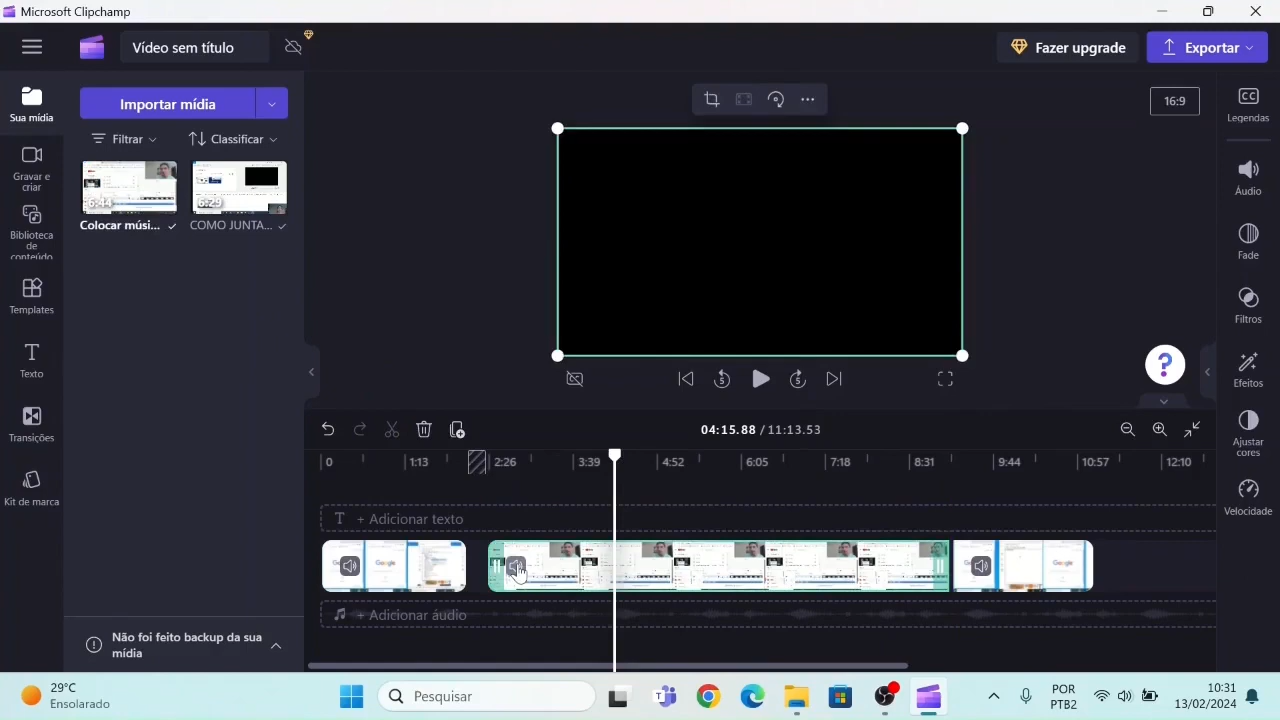 Microsoft Clipchamp
Vídeo sem título
Fazer upgrade
Exportar
Sua mídia
Importar mídia
16:9
Legendas
Filtrar
Classificar
Gravar e
criar
6:44
6:29
Áudio
Colocar músi...
COMO JUNTA...
Biblioteca
de
conteúdo
Fade
Templates
Filtros
Texto
?
Efeitos
Transições
04:15.88 / 11:13.53
Ajustar
cores
0
1:13
2:26
3:39
4:52
6:05
7:18
8:31
9:44
10:57
12:10
Kit de marca
Velocidade
T + Adicionar texto
Google
Google
+ Adicionar áudio
Não foi feito backup da sua
mídia
29°C
Ensolarado
Pesquisar
POR
PTB2
10:31
13/02/2024